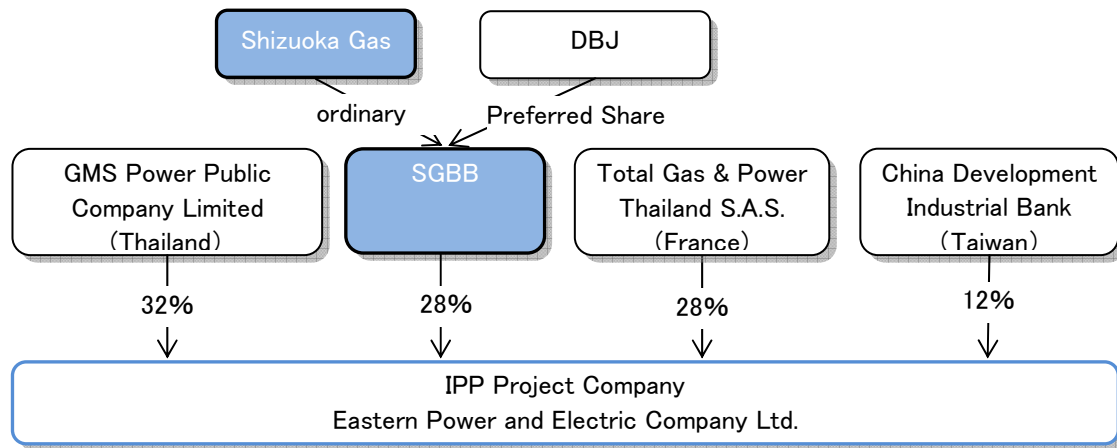 Shizuoka Gas
DBJ
ordinary
Preferred Share
GMS Power Public
Company Limited
(Thailand)
SGBB
Total Gas & Power
Thailand S.A.S.
(France)
China Development
Industrial Bank
(Taiwan)
32%
28%
28%
12%
IPP Project Company
Eastern Power and Electric Company Ltd.